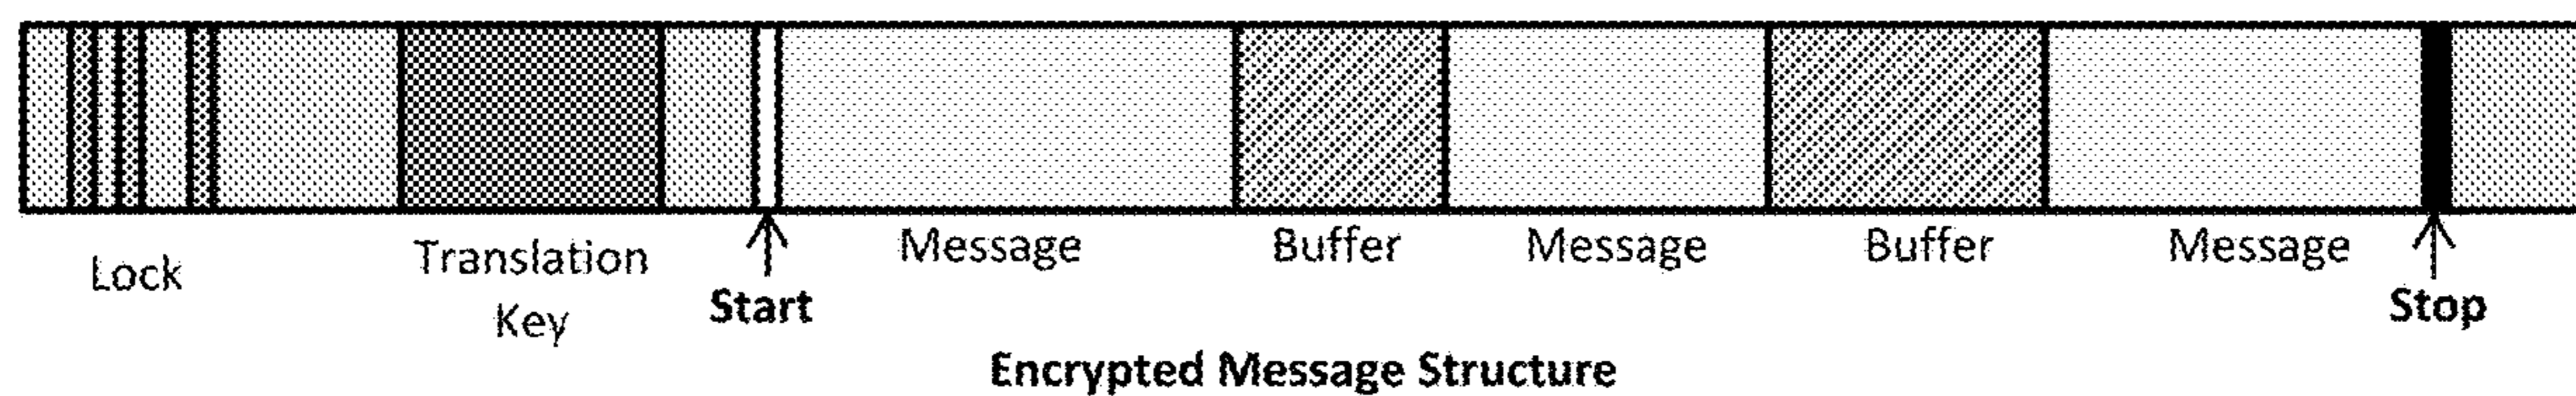 Lock
Translation
Key
Start
Message
Buffer
Message
Buffer
Message
Stop
Encrypted Message Structure